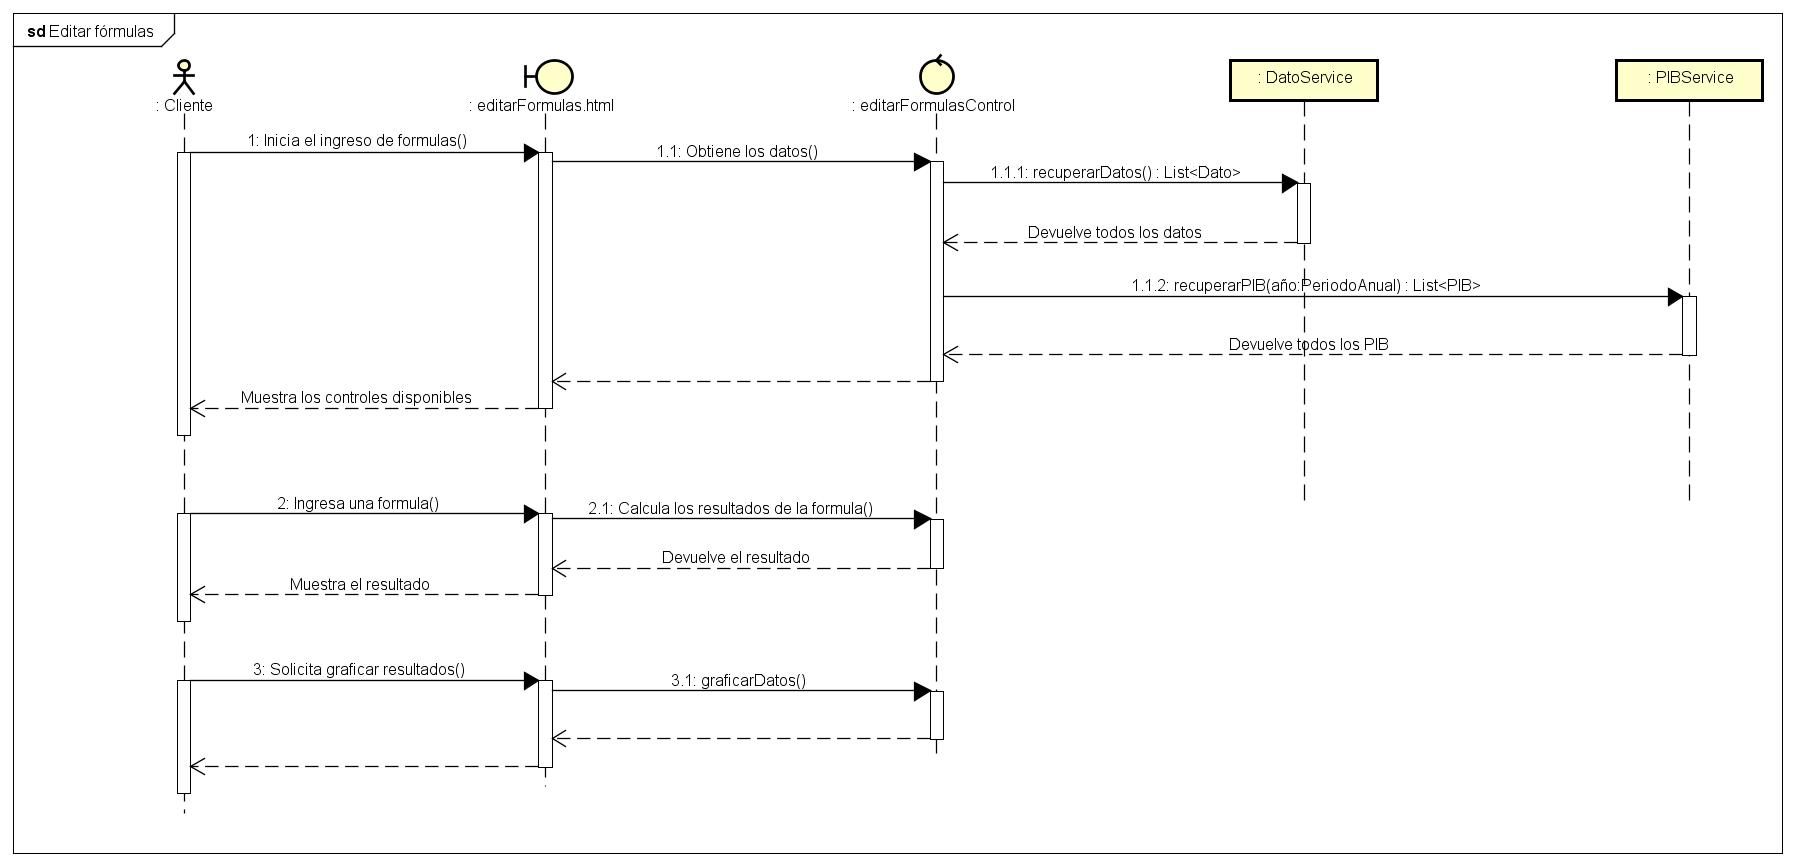 sd Editar fórmulas
: Cliente
: editarFormulas.html
: editarFormulasControl
: DatoService
: PIBService
1: Inicia el ingreso de formulas()
1.1: Obtiene los datos()
1.1.1: recuperarDatos() : List<Dato>
Devuelve todos los datos
1.1.2: recuperarPIB(año:PeriodoAnual) : List<PIB>
Devuelve todos los PIB
Muestra los controles disponibles
2: Ingresa una formula()
2.1: Calcula los resultados de la formula()
Devuelve el resultado
Muestra el resultado
3: Solicita graficar resultados()
3.1: graficarDatos()